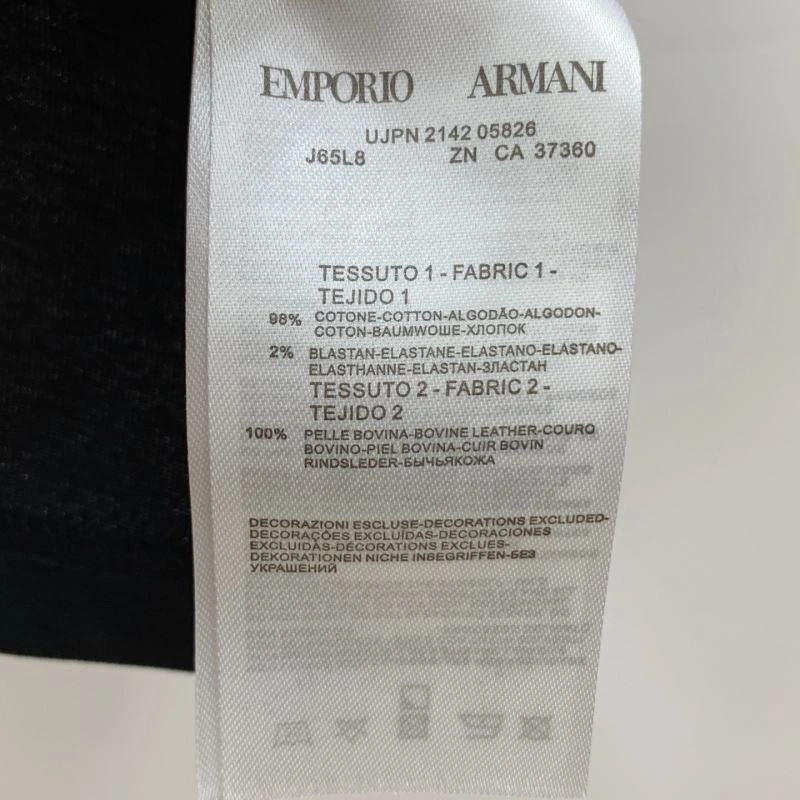 EMPORIO ARMANI
UJPN 2142 05826
J65L8 ZN CA 37360
TESSUTO 1 - FABRIC 1 -
TEJIDO 1
98% COTONE-COTTON-ALGODÃO-ALGODON-
COTON-BAUMWOШE-ХЛОПОК
2% BLASTAN-ELASTANE-ELASTANO-ELASTANO-
ELASTHANNE-ELASTAN-ЗЛАСТАН
TESSUTO 2 - FABRIC 2 -
TEJIDO 2
100% PELLE BOVINA-BOVINE LEATHER-COURO
BOVINO-PIEL BOVINA-CUIR BOVIN
RINDSLEDER-БЫЧЬЯКОЖА
DECORAZIONI ESCLUSE-DECORATIONS EXCLUDED-
DECORAÇÕES EXCLUÍDAS-DECORACIONES
EXCLUIDAS-DÉCORATIONS EXCLUES-
DEKORATIONEN NICHE INBEGRIFFEN-БЕЗ
УКРАШЕНИЙ